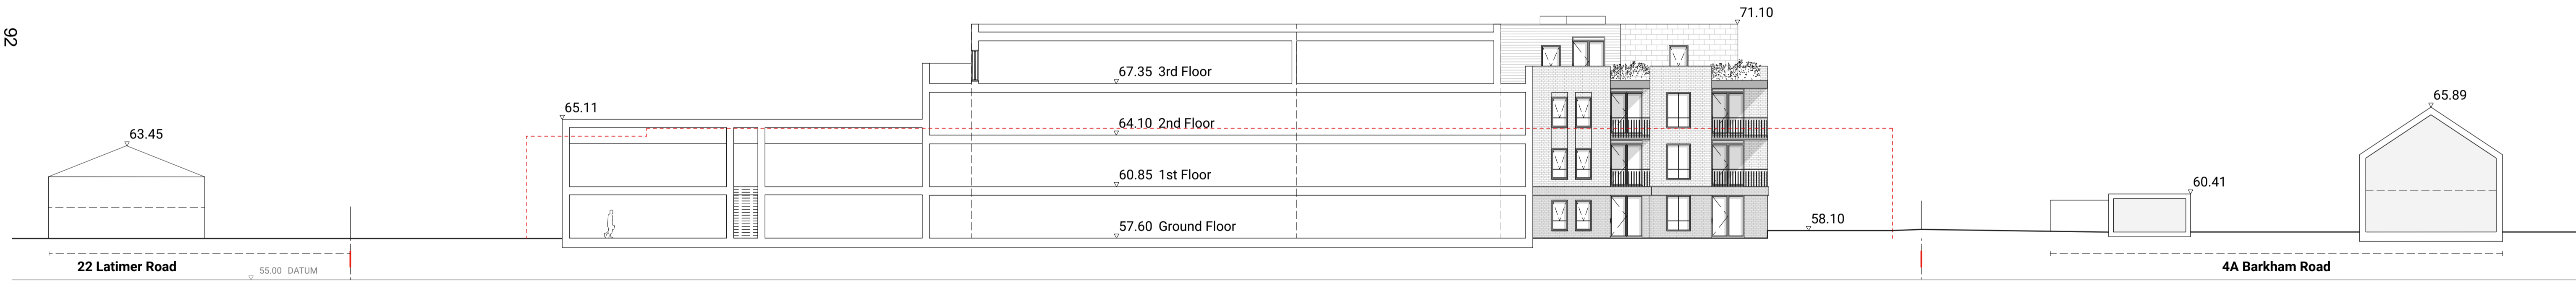 92
71.10
67.35 3rd Floor
65.11
65.89
64.10 2nd Floor
63.45
60.85 1st Floor
60.41
57.60 Ground Floor
58.10
22 Latimer Road
55.00 DATUM
4A Barkham Road